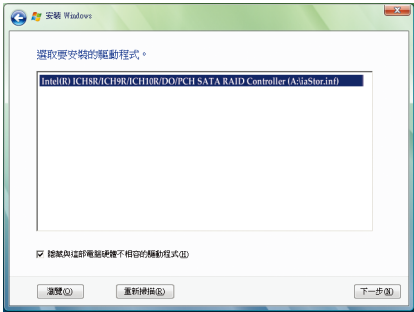 安裝 Windows
選取要安裝的驅動程式。
Intel(R) ICH8R/ICH9R/ICH10R/DO/PCH SATA RAID Controller (A:\iaStor.inf)
隱藏與這部電腦硬體不相容的驅動程式(H)
瀏覽(O)
重新掃描(R)
下一步(N)